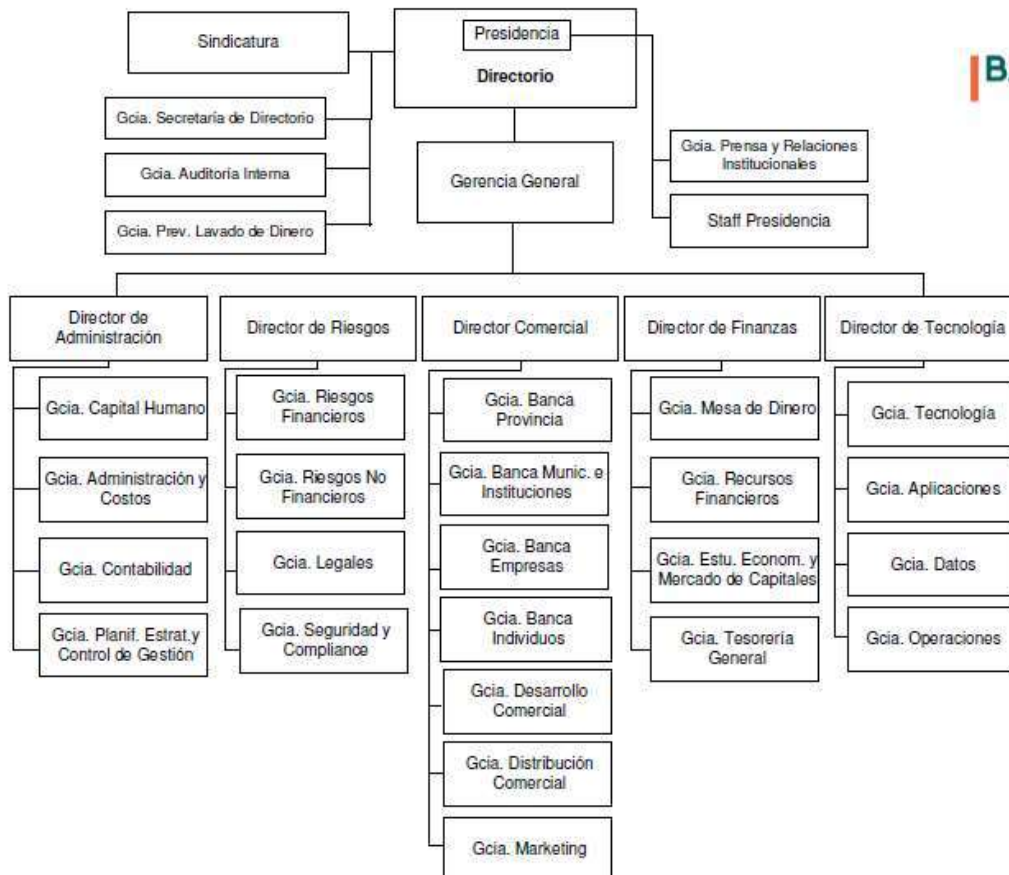 Sindicatura
Presidencia
Directorio
Gcia. Secretaría de Directorio
Gcia. Auditoría Interna
Gcia. Prev. Lavado de Dinero
Gerencia General
Gcia. Prensa y Relaciones
Institucionales
Staff Presidencia
Director de
Administración
Director de Riesgos
Director Comercial
Director de Finanzas
Director de Tecnología
Gcia. Capital Humano
Gcia. Administración y
Costos
Gcia. Contabilidad
Gcia. Planif. Estrat.y
Control de Gestión
Gcia. Riesgos
Financieros
Gcia. Riesgos No
Financieros
Gcia. Legales
Gcia. Seguridad y
Compliance
Gcia. Banca
Provincia
Gcia. Banca Munic. e
Instituciones
Gcia. Banca
Empresas
Gcia. Banca
Individuos
Gcia. Desarrollo
Comercial
Gcia. Distribución
Comercial
Gcia. Marketing
Gcia. Mesa de Dinero
Gcia. Recursos
Financieros
Gcia. Estu. Econom. y
Mercado de Capitales
Gcia. Tesorería
General
Gcia. Tecnología
Gcia. Aplicaciones
Gcia. Datos
Gcia. Operaciones